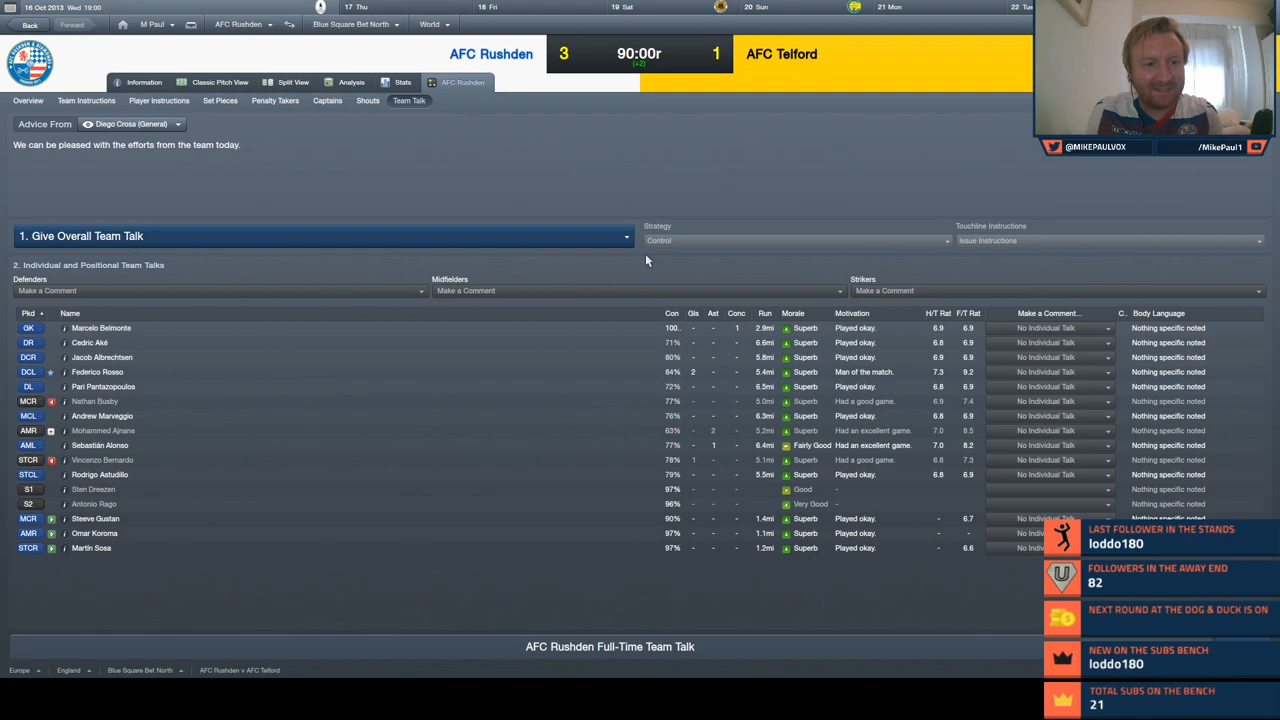 16 Oct 2013 Wed 19:00
17 Thu
18 Fri
19 Sat
20 Sun
21 Mon
Back
Forward
M Paul
AFC Rushden
Blue Square Bet North
World
AFC Rushden
3
90:00r
(+2)
1
AFC Telford
Information
Classic Pitch View
Split View
Analysis
Stats
AFC Rushden
Overview
Team Instructions
Player Instructions
Set Pieces
Penalty Takers
Captains
Shouts
Team Talk
Advice From
Diego Crosa (General)
@MIKEPAULVOX
/MikePaul1
We can be pleased with the efforts from the team today.
Strategy
Touchline Instructions
1. Give Overall Team Talk
Control
Issue Instructions
2. Individual and Positional Team Talks
Defenders
Midfielders
Strikers
Make a Comment
Make a Comment
Make a Comment
Pkd Name Con Gls Ast Conc Run Morale Motivation H/T Rat F/T Rat Make a Comment... C.. Body Language
GK i Marcelo Belmonte 100.. - - 1 2.9mi Superb Played okay. 6.9 6.9 No Individual Talk Nothing specific noted
DR i Cedric Aké 71% - - - 6.6mi Superb Played okay. 6.8 6.9 No Individual Talk Nothing specific noted
DCR i Jacob Albrechtsen 80% - - - 5.8mi Superb Played okay. 6.9 6.9 No Individual Talk Nothing specific noted
DCL i Federico Rosso 84% 2 - - 5.4mi Superb Man of the match. 7.3 9.2 No Individual Talk Nothing specific noted
DL i Pari Pantazopoulos 72% - - - 6.5mi Superb Played okay. 6.8 6.9 No Individual Talk Nothing specific noted
MCR i Nathan Busby 77% - - - 5.0mi Superb Had a good game. 6.9 7.4 No Individual Talk Nothing specific noted
MCL i Andrew Marveggio 76% - - - 6.3mi Superb Played okay. 6.8 6.9 No Individual Talk Nothing specific noted
AMR i Mohammed Ajnane 63% - 2 - 5.2mi Superb Had an excellent game. 7.0 8.5 No Individual Talk Nothing specific noted
AML i Sebastián Alonso 77% - 1 - 6.4mi Fairly Good Had an excellent game. 7.0 8.2 No Individual Talk Nothing specific noted
STCR i Vincenzo Bernardo 78% 1 - - 5.1mi Superb Had a good game. 6.9 7.3 No Individual Talk Nothing specific noted
STCL i Rodrigo Astudillo 79% - - - 5.5mi Superb Played okay. 6.8 6.9 No Individual Talk Nothing specific noted
S1 i Sten Dreezen 97% - - - Good - Nothing specific noted
S2 i Antonio Rago 96% - - - Very Good - Nothing specific noted
MCR i Steeve Gustan 90% - - - 1.4mi Superb Played okay. - 6.7 No Individual Talk Nothing specific noted
AMR i Omar Koroma 97% - - - 1.1mi Superb Played okay. - - No Indivi
STCR i Martín Sosa 97% - - - 1.2mi Superb Played okay. - 6.6 No Indivi
LAST FOLLOWER IN THE STANDS
loddo180
FOLLOWERS IN THE AWAY END
82
NEXT ROUND AT THE DOG & DUCK IS ON
NEW ON THE SUBS BENCH
loddo180
TOTAL SUBS ON THE BENCH
21
AFC Rushden Full-Time Team Talk
Europe
England
Blue Square Bet North
AFC Rushden v AFC Telford